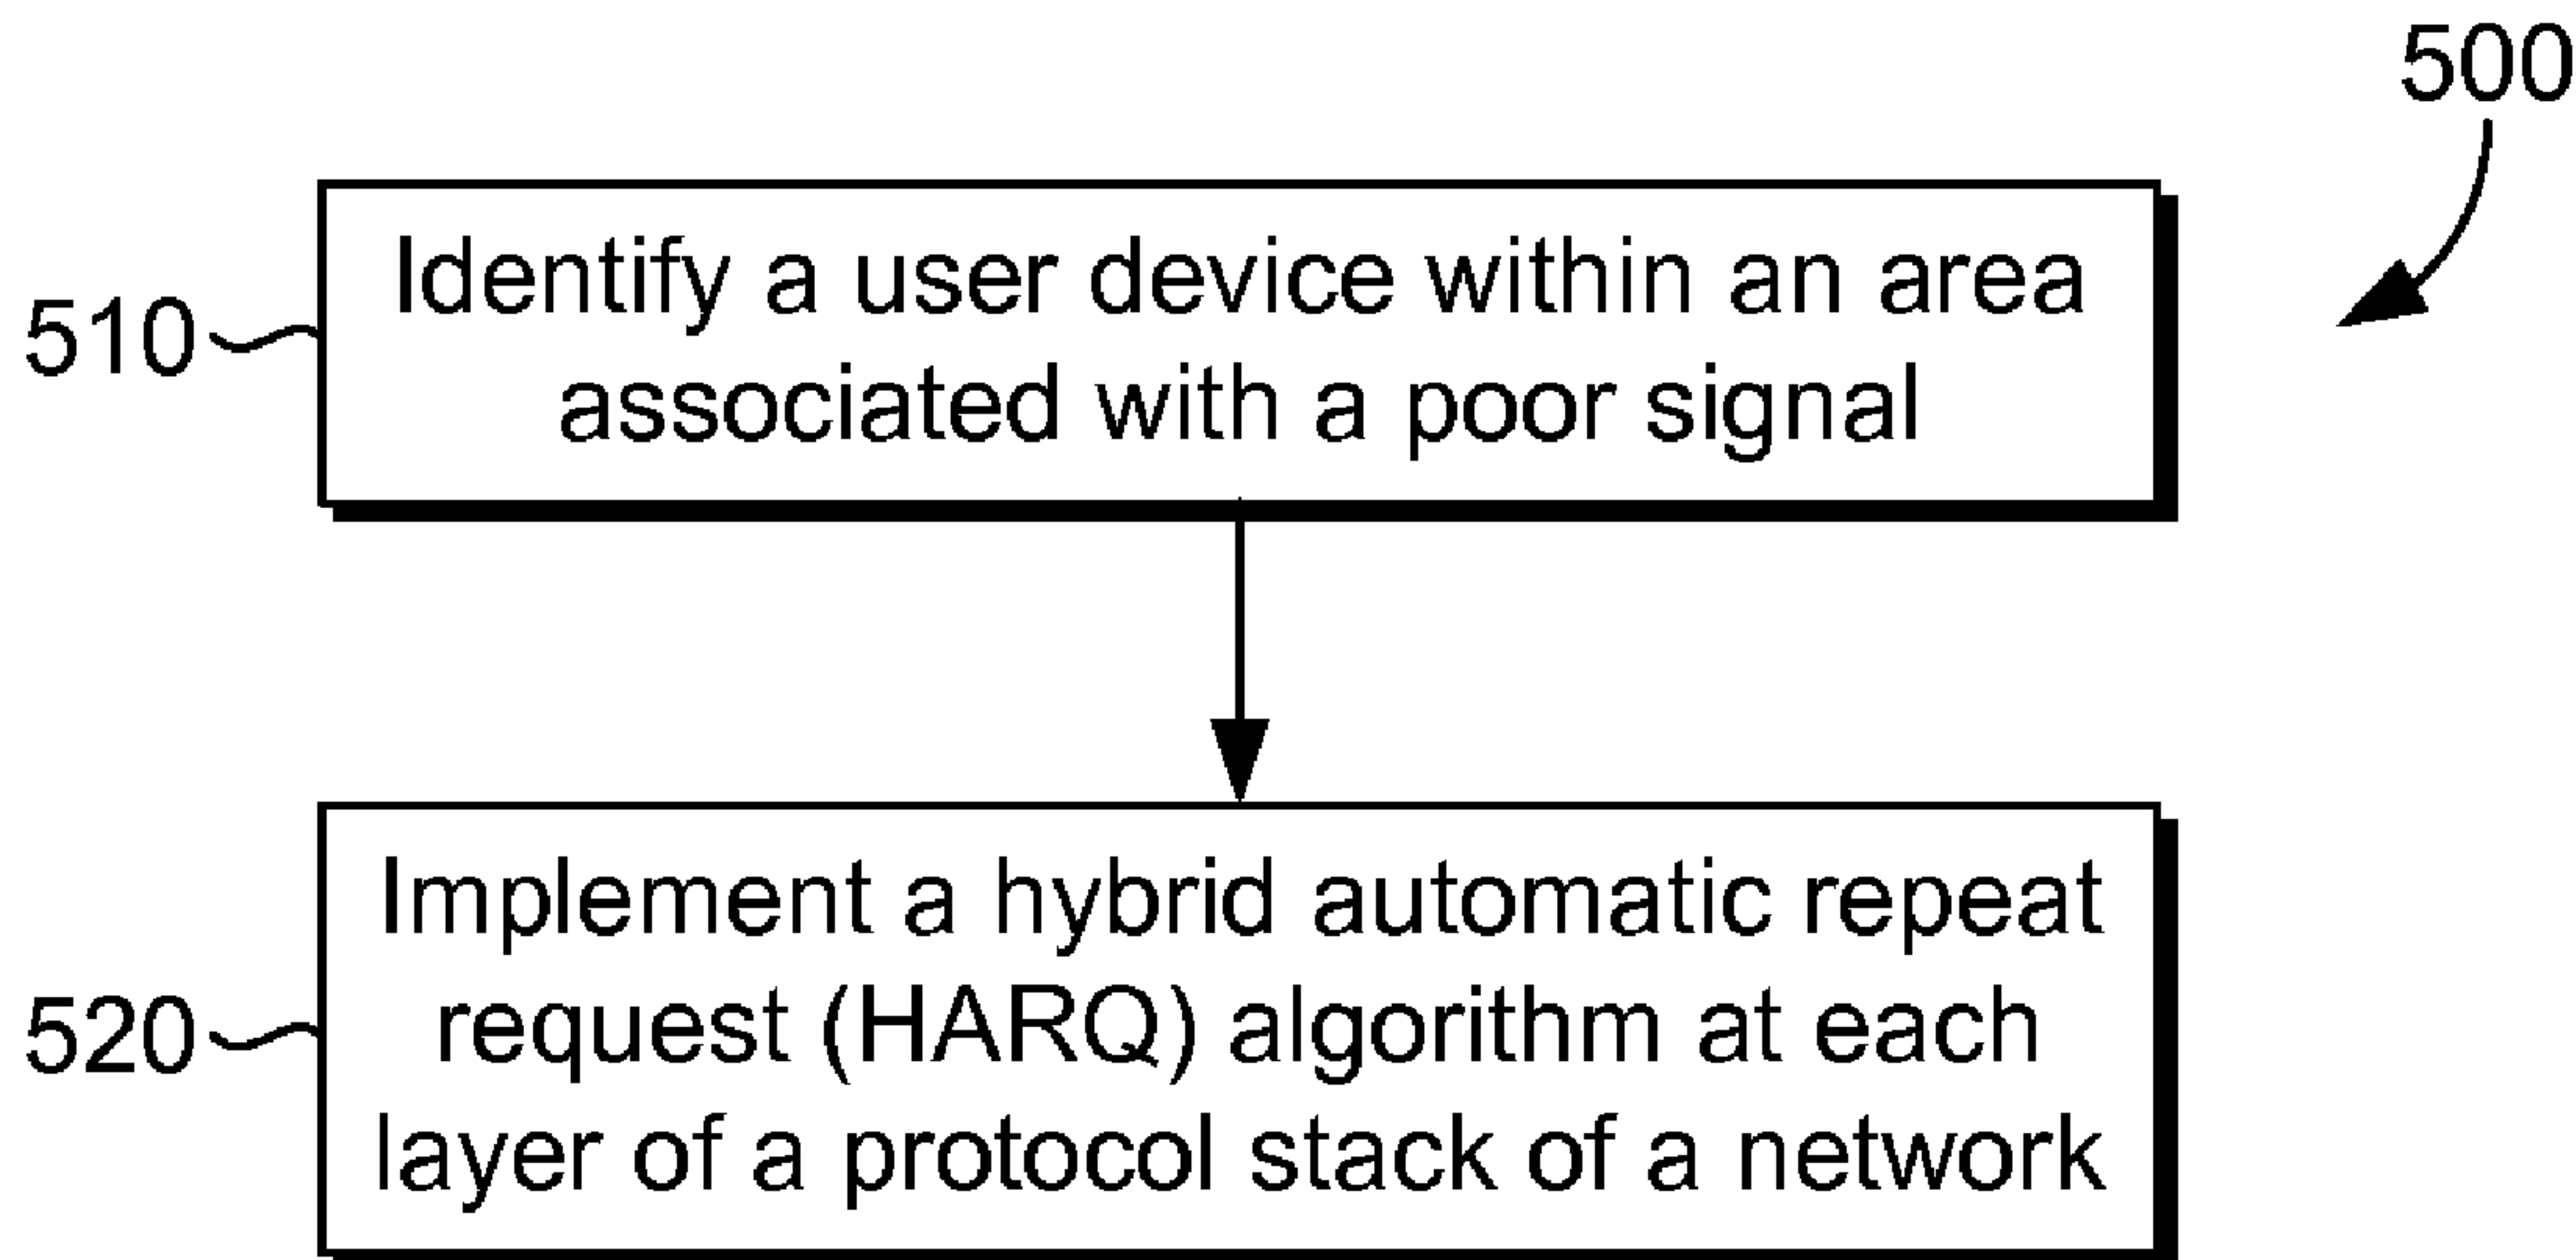 500
510
Identify a user device within an area
associated with a poor signal
520
Implement a hybrid automatic repeat
request (HARQ) algorithm at each
layer of a protocol stack of a network